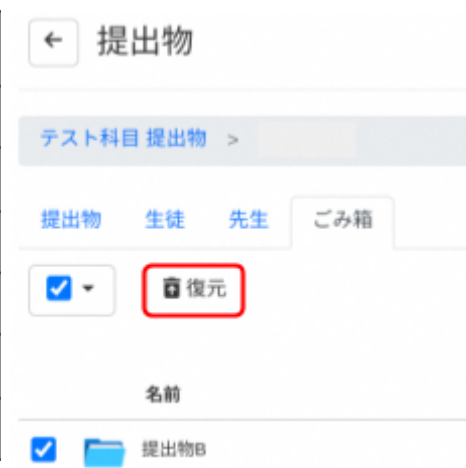 提出物
テスト科目 提出物 >
提出物 生徒 先生 ごみ箱
復元
名前
提出物B